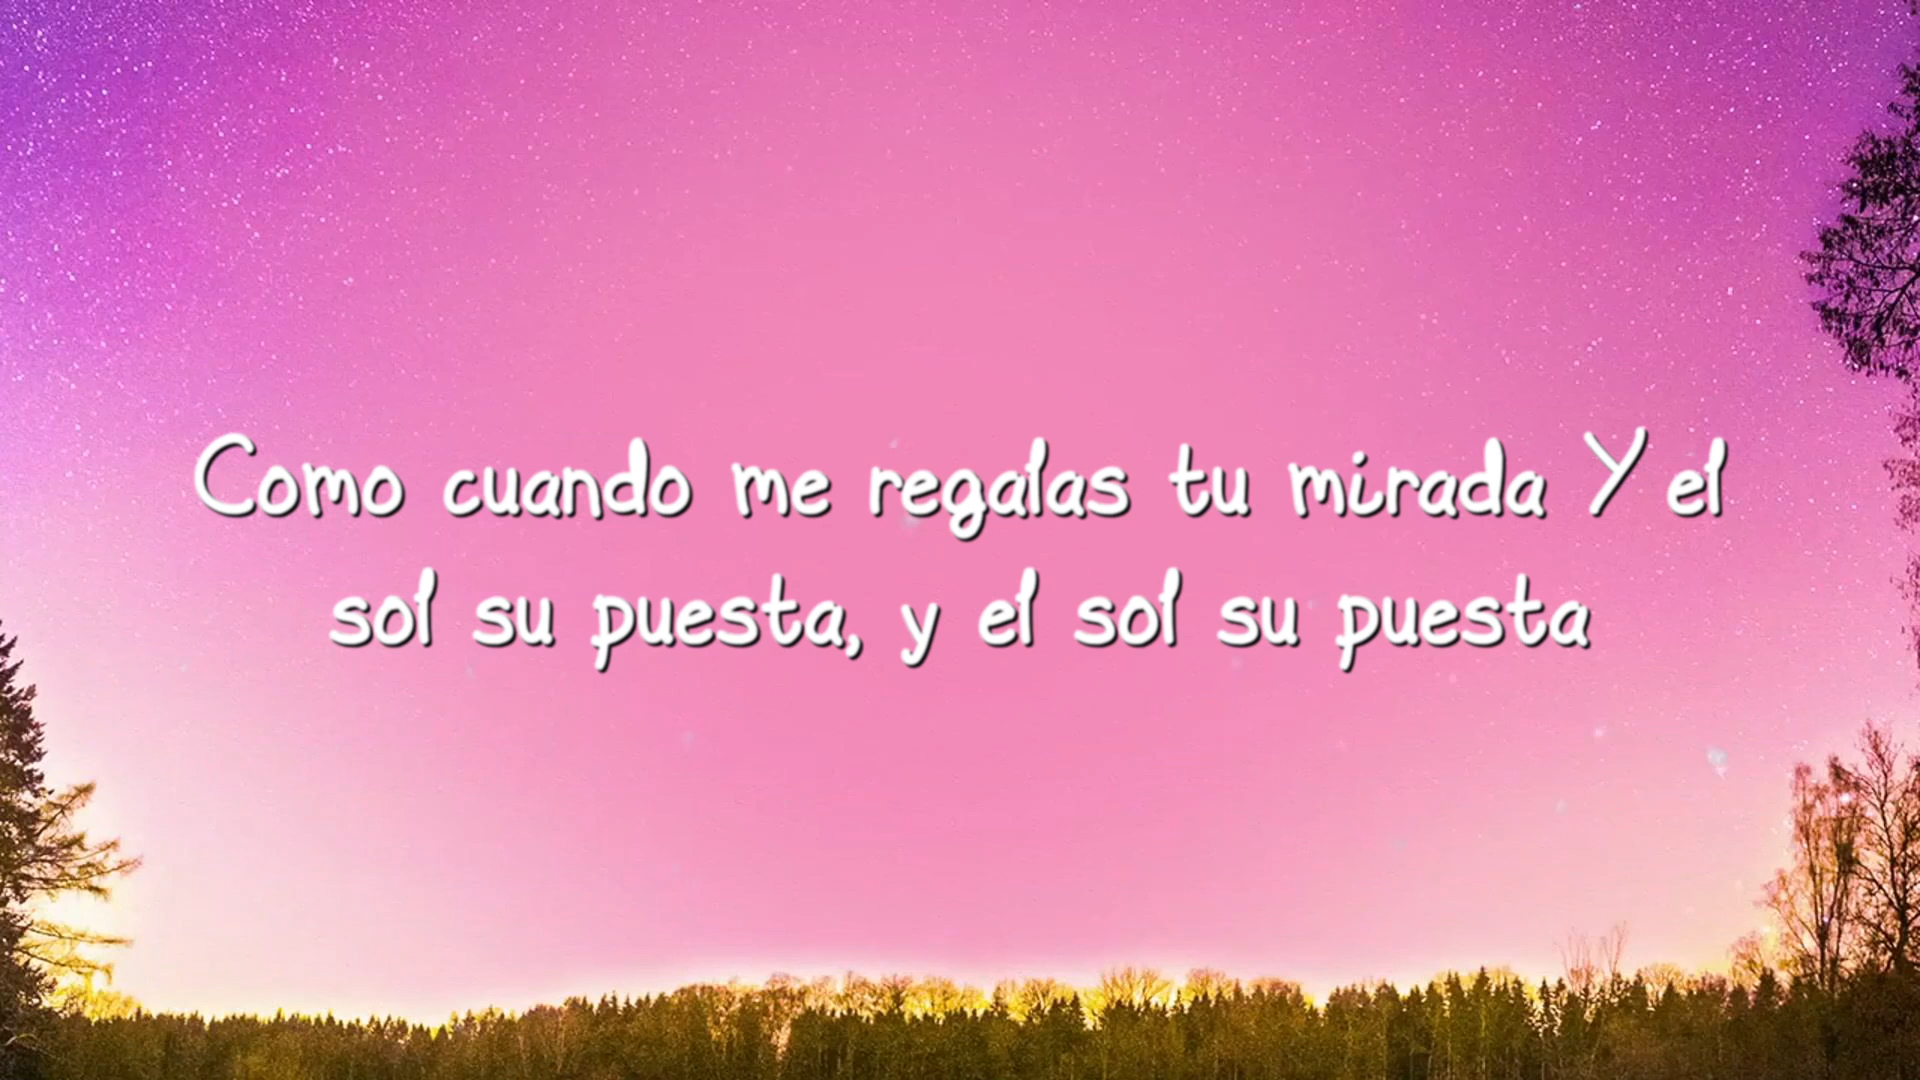 Como cuando me regalas tu mirada Y el
sol su puesta, y el sol su puesta